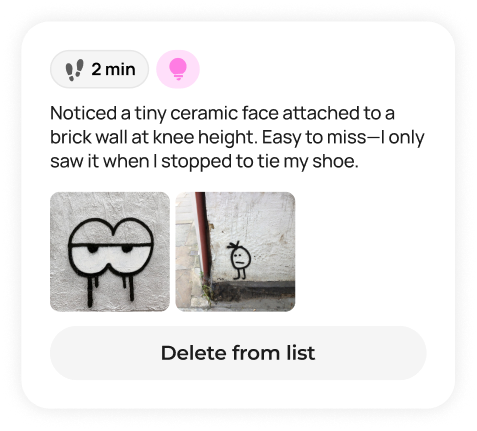 2 min
Noticed a tiny ceramic face attached to a
brick wall at knee height. Easy to miss—I only
saw it when I stopped to tie my shoe.
Delete from list